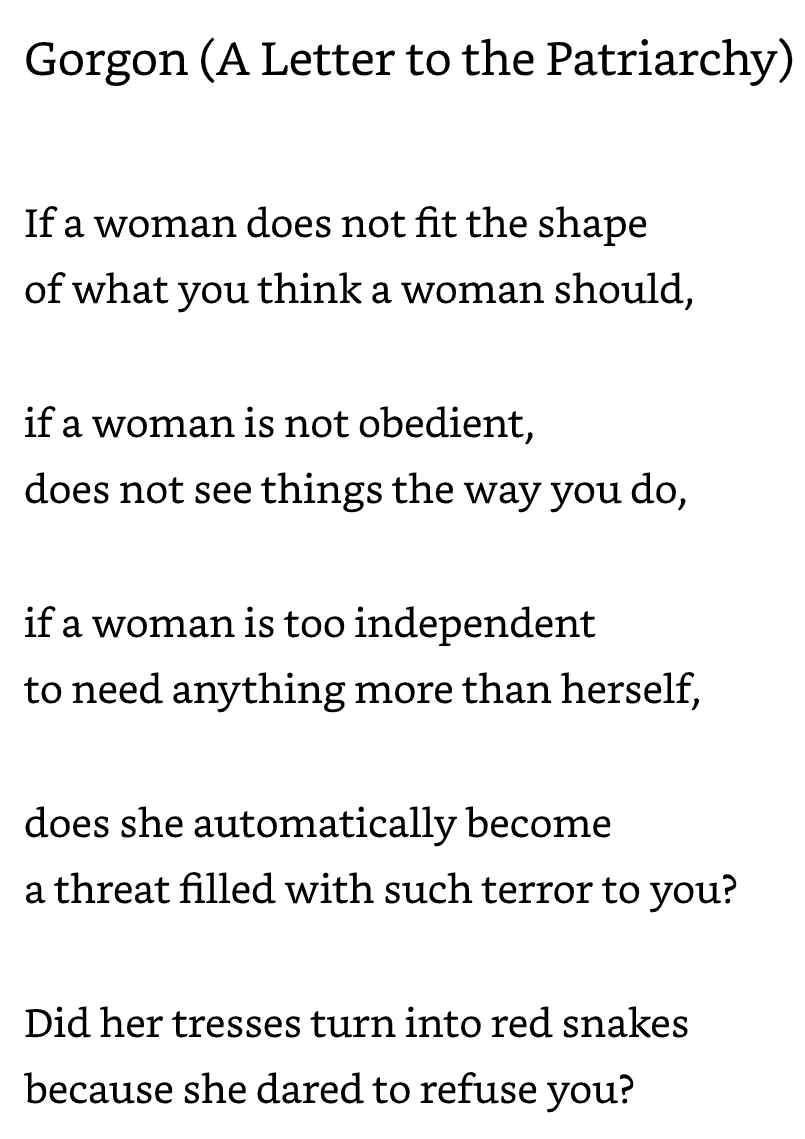 Gorgon (A Letter to the Patriarchy)
If a woman does not fit the shape
of what you think a woman should,
if a woman is not obedient,
does not see things the way you do,
if a woman is too independent
to need anything more than herself,
does she automatically become
a threat filled with such terror to you?
Did her tresses turn into red snakes
because she dared to refuse you?